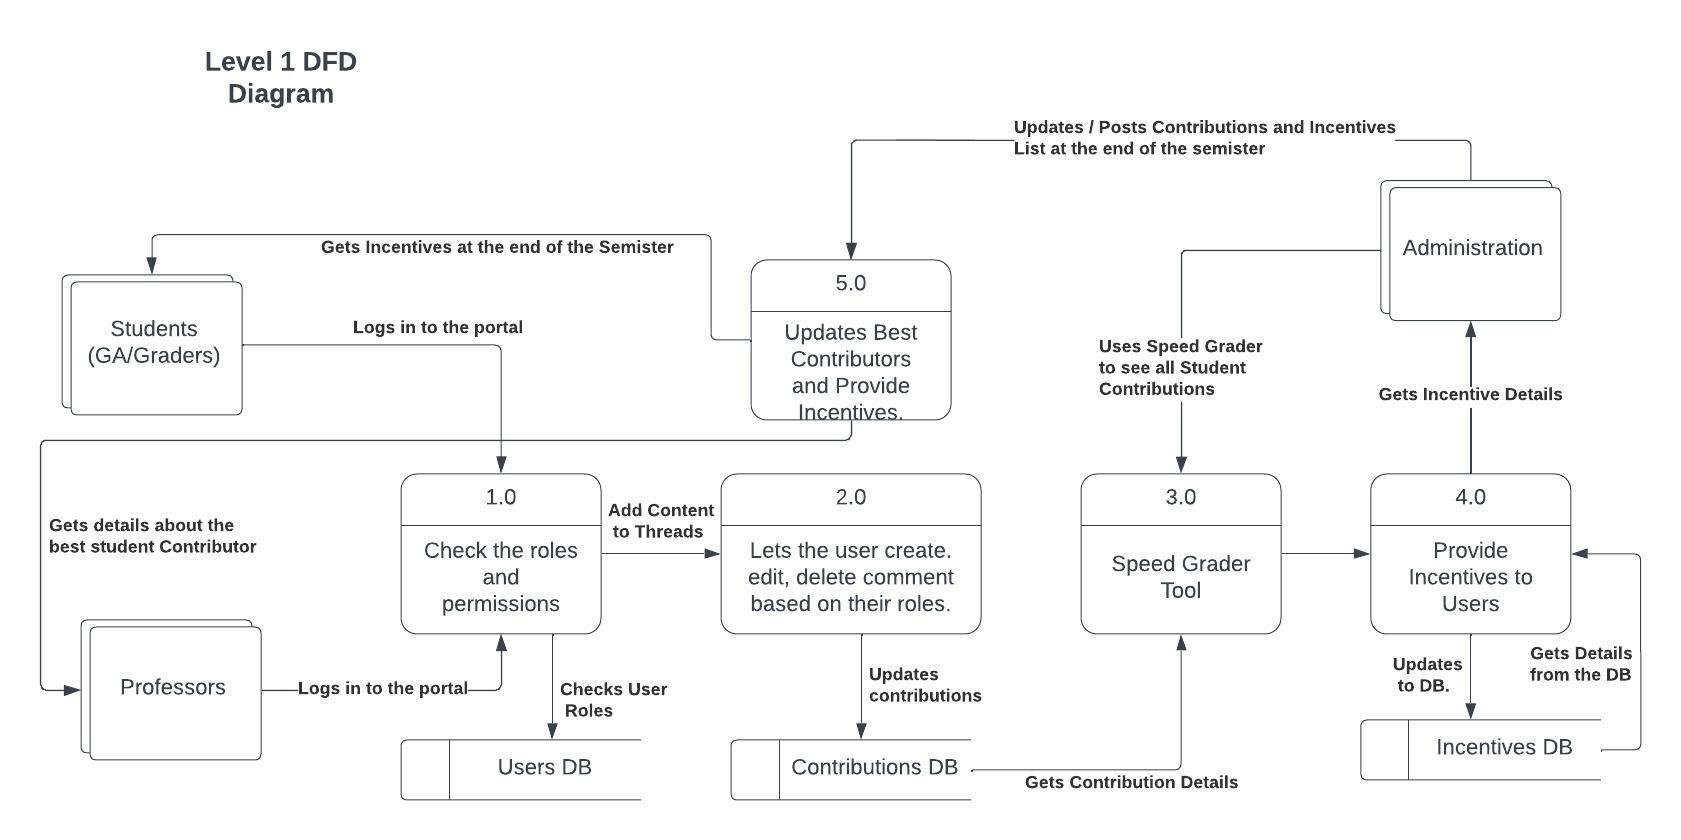 Level 1 DFD
Diagram
Updates / Posts Contributions and Incentives
List at the end of the semister
Administration
Gets Incentives at the end of the Semister
5.0
Updates Best
Contributors
and Provide
Incentives.
Students
(GA/Graders)
Logs in to the portal
Uses Speed Grader
to see all Student
Contributions
Gets Incentive Details
Gets details about the
best student Contributor
1.0
Check the roles
and
permissions
Add Content
to Threads
2.0
Lets the user create.
edit, delete comment
based on their roles.
3.0
Speed Grader
Tool
4.0
Provide
Incentives to
Users
Professors
Logs in to the portal
Checks User
Roles
Updates
contributions
Updates
to DB.
Gets Details
from the DB
Users DB
Contributions DB
Gets Contribution Details
Incentives DB